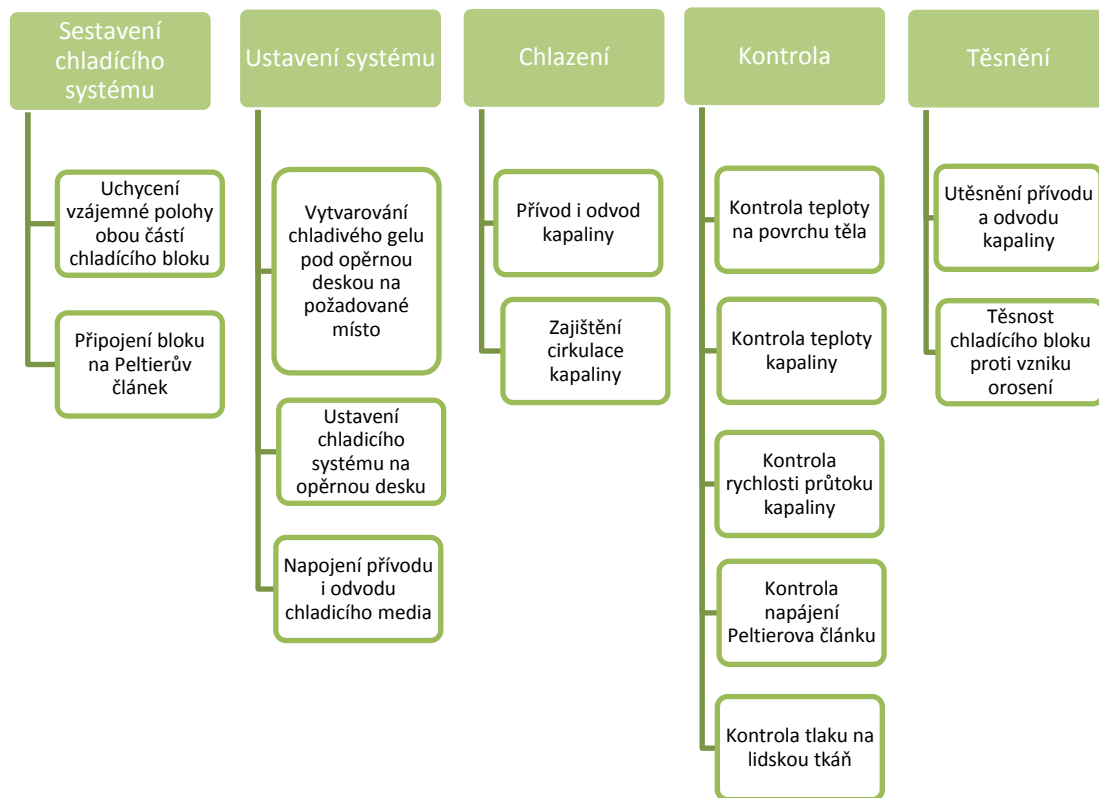 Sestavení
chladícího
systému
Uchycení
vzájemné polohy
obou částí
chladícího bloku
Připojení bloku
na Peltierův
článek
Ustavení systému
Vytvarování
chladivého gelu
pod opěrnou
deskou na
požadované
místo
Ustavení
chladicího
systému na
opěrnou desku
Napojení přívodu
i odvodu
chladicího media
Chlazení
Přívod i odvod
kapaliny
Zajištění
cirkulace
kapaliny
Kontrola
Kontrola teploty
na povrchu těla
Kontrola teploty
kapaliny
Kontrola
rychlosti průtoku
kapaliny
Kontrola
napájení
Peltierova článku
Kontrola tlaku na
lidskou tkáň
Těsnění
Utěsnění přívodu
a odvodu
kapaliny
Těsnost
chladícího bloku
proti vzniku
orosení